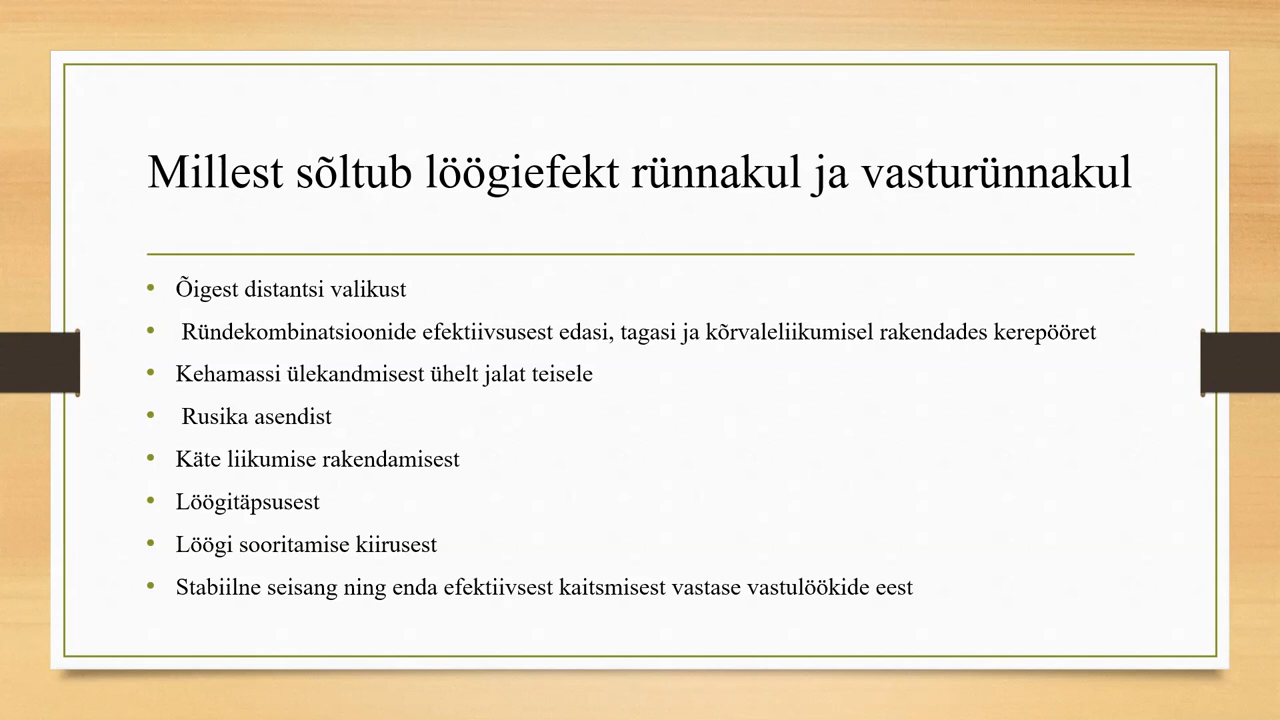 Millest sõltub löögiefekt rünnakul ja vasturünnakul
• Õigest distantsi valikust
• Ründekombinatsioonide efektiivsusest edasi, tagasi ja kõrvaleliikumisel rakendades kerepööret
• Kehamassi ülekandmisest ühelt jalat teisele
• Rusika asendist
• Käte liikumise rakendamisest
• Löögitäpsusest
• Löögi sooritamise kiirusest
• Stabiilne seisang ning enda efektiivsest kaitsmisest vastase vastulöökide eest